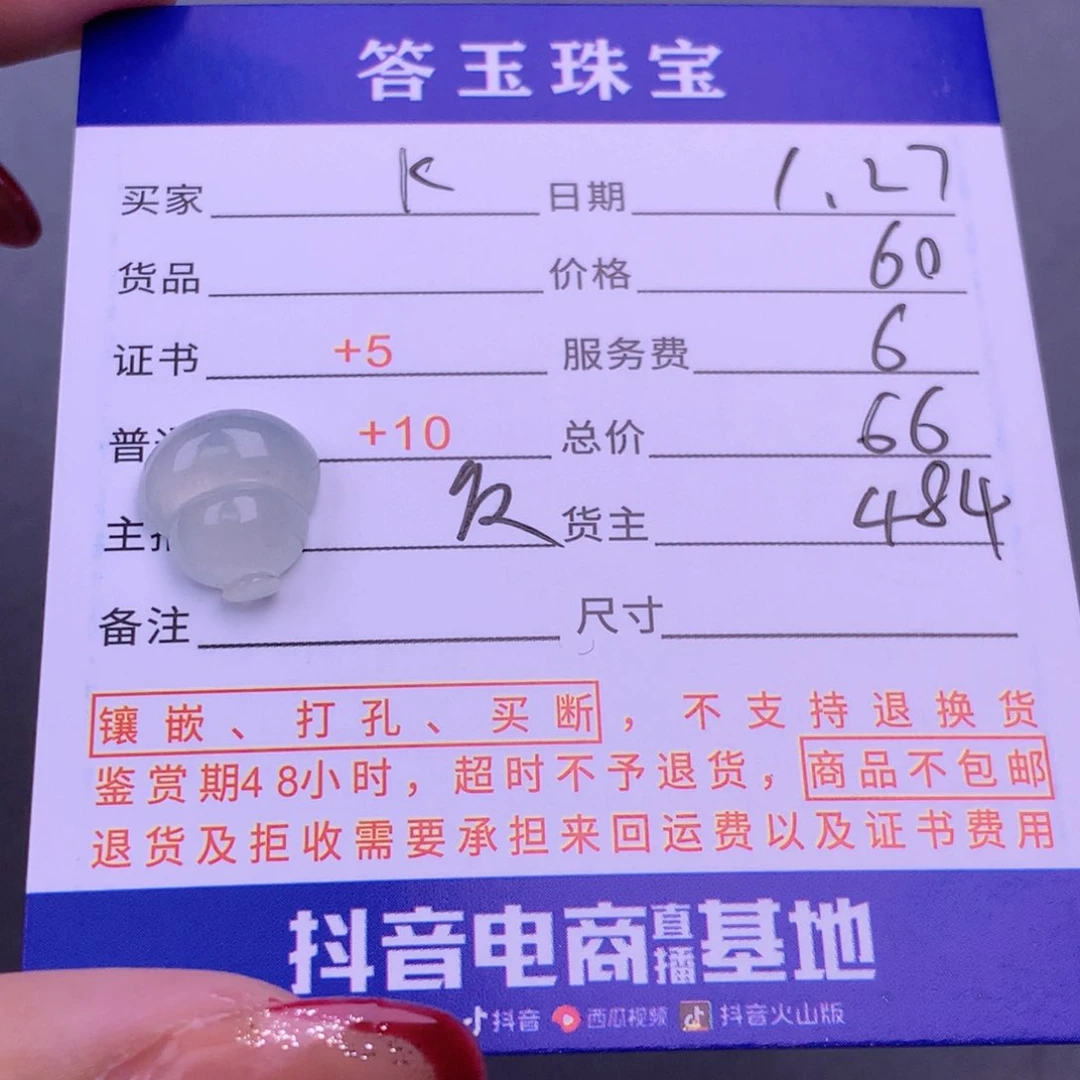 答玉珠宝
买家 K 日期 1.27
货品 价格 60
证书 +5 服务费 6
普 +10 总价 66
主 货主 484
备注 尺寸
镶嵌、打孔、买断，不支持退换货
鉴赏期48小时，超时不予退货，商品不包邮
退货及拒收需要承担来回运费以及证书费用
抖音电商直播基地
抖音 西瓜视频 抖音火山版